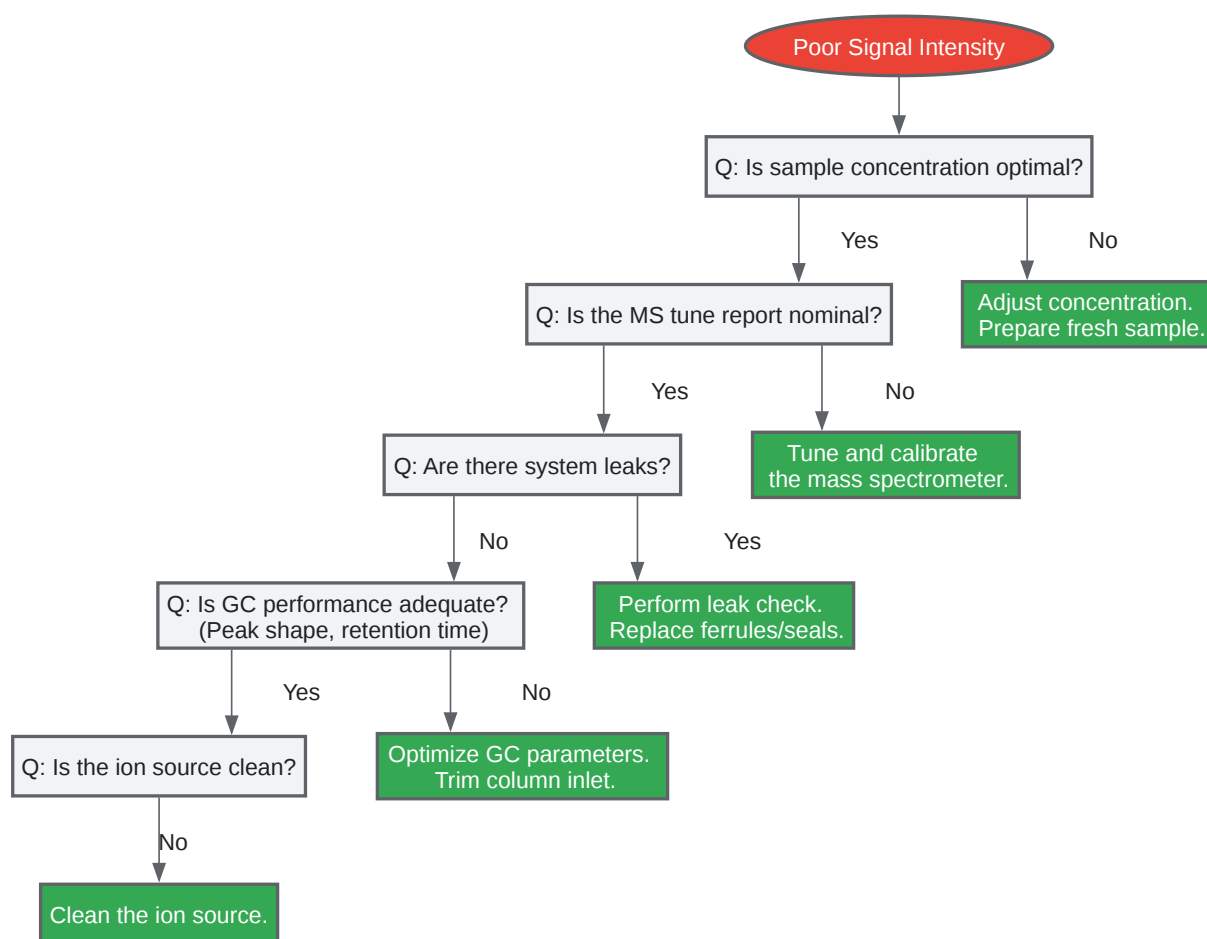 Poor Signal Intensity
Q: Is sample concentration optimal?
Yes
No
Q: Is the MS tune report nominal?
Adjust concentration.
Prepare fresh sample.
Yes
No
Q: Are there system leaks?
Tune and calibrate
the mass spectrometer.
No
Yes
Q: Is GC performance adequate?
(Peak shape, retention time)
Perform leak check.
Replace ferrules/seals.
Yes
No
Q: Is the ion source clean?
Optimize GC parameters.
Trim column inlet.
No
Clean the ion source.